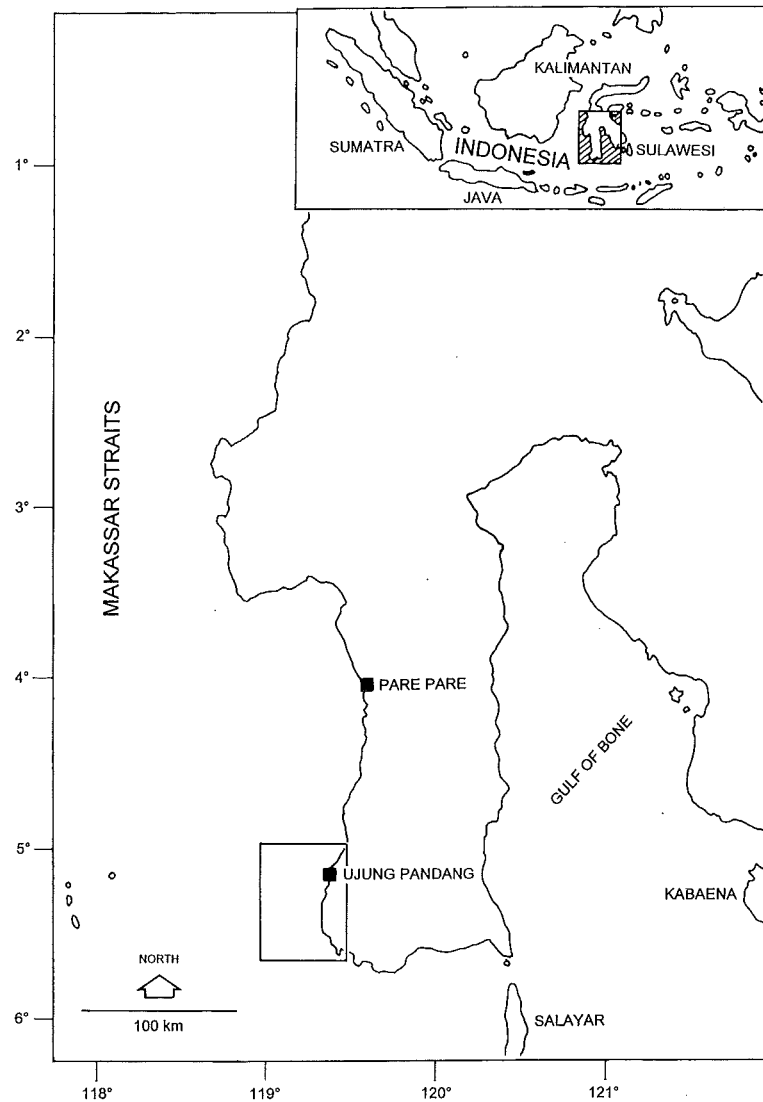 KALIMANTAN
SUMATRA
INDONESIA
SULAWESI
JAVA
1°
2°
3°
4°
5°
6°
MAKASSAR STRAITS
PARE PARE
GULF OF BONE
UJUNG PANDANG
KABAENA
NORTH
100 km
SALAYAR
118°
119°
120°
121°